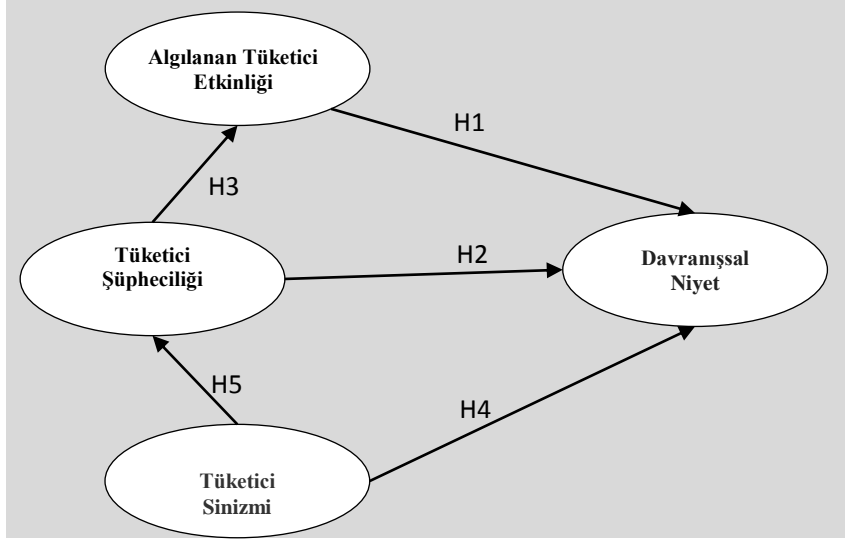 Algılanan Tüketici
Etkinliği
H1
H3
Tüketici
Şüpheciliği
H2
Davranışsal
Niyet
H5
H4
Tüketici
Sinizmi